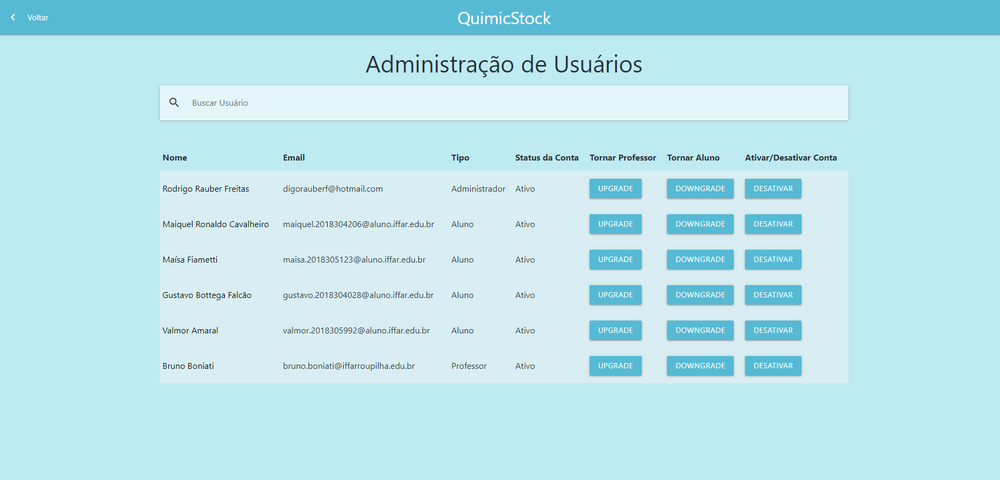 Voltar
QuimicStock
Administração de Usuários
Buscar Usuário
Nome Email Tipo Status da Conta Tornar Professor Tornar Aluno Ativar/Desativar Conta
Rodrigo Rauber Freitas digorauberf@hotmail.com Administrador Ativo UPGRADE DOWNGRADE DESATIVAR
Maiquel Ronaldo Cavalheiro maiquel.2018304206@aluno.iffar.edu.br Aluno Ativo UPGRADE DOWNGRADE DESATIVAR
Maísa Fiametti maisa.2018305123@aluno.iffar.edu.br Aluno Ativo UPGRADE DOWNGRADE DESATIVAR
Gustavo Bottega Falcão gustavo.2018304028@aluno.iffar.edu.br Aluno Ativo UPGRADE DOWNGRADE DESATIVAR
Valmor Amaral valmor.2018305992@aluno.iffar.edu.br Aluno Ativo UPGRADE DOWNGRADE DESATIVAR
Bruno Boniati bruno.boniati@iffarroupilha.edu.br Professor Ativo UPGRADE DOWNGRADE DESATIVAR